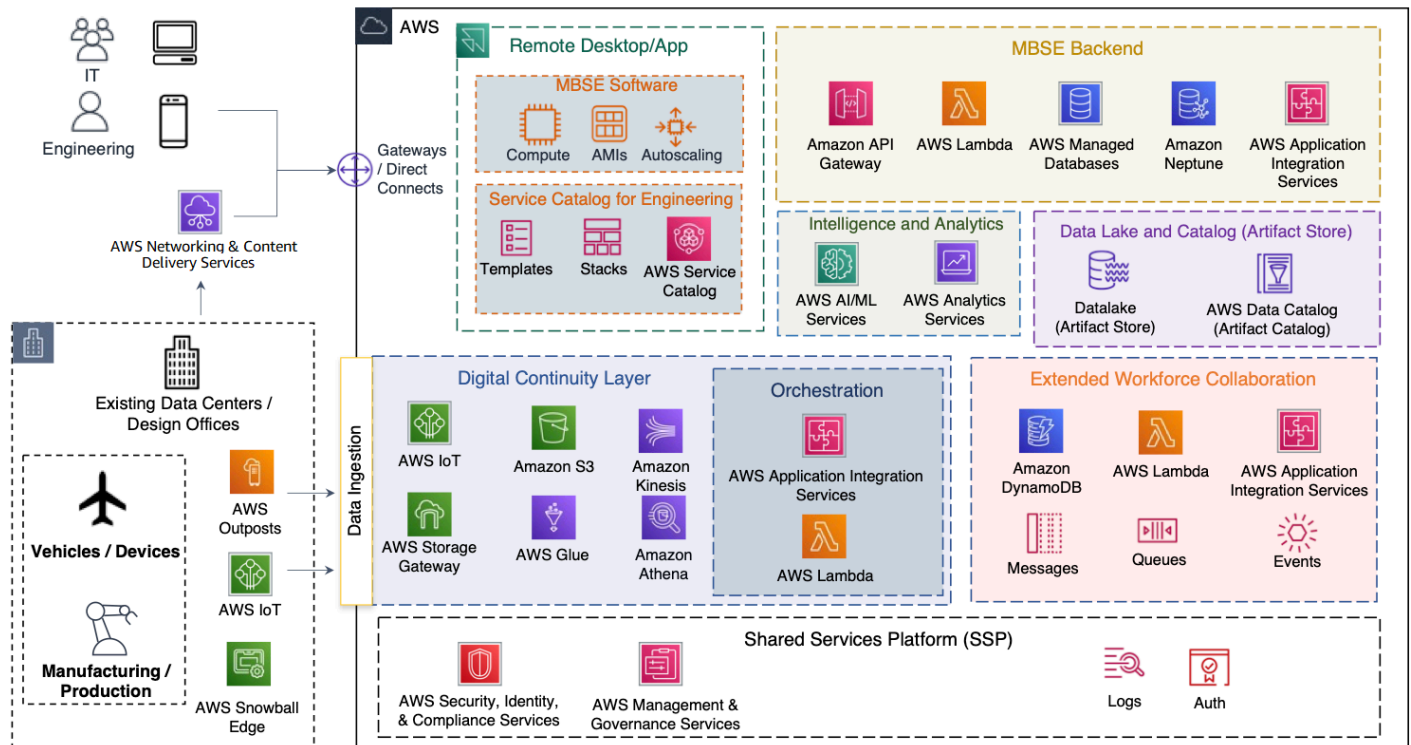 IT
Engineering
AWS Networking & Content
Delivery Services
Existing Data Centers /
Design Offices
Vehicles / Devices
Manufacturing /
Production
AWS
Outposts
AWS IoT
AWS Snowball
Edge
AWS
Gateways
/ Direct
Connects
Remote Desktop/App
MBSE Software
Compute
AMIs
Autoscaling
Service Catalog for Engineering
Templates
Stacks
AWS Service
Catalog
MBSE Backend
Amazon API
Gateway
AWS Lambda
AWS Managed
Databases
Amazon
Neptune
AWS Application
Integration
Services
Intelligence and Analytics
AWS AI/ML
Services
AWS Analytics
Services
Data Lake and Catalog (Artifact Store)
Datalake
(Artifact Store)
AWS Data Catalog
(Artifact Catalog)
Data Ingestion
Digital Continuity Layer
AWS IoT
Amazon S3
Amazon
Kinesis
AWS Storage
Gateway
AWS Glue
Amazon
Athena
Orchestration
AWS Application Integration
Services
AWS Lambda
Extended Workforce Collaboration
Amazon
DynamoDB
AWS Lambda
AWS Application
Integration Services
Messages
Queues
Events
Shared Services Platform (SSP)
AWS Security, Identity,
& Compliance Services
AWS Management &
Governance Services
Logs
Auth